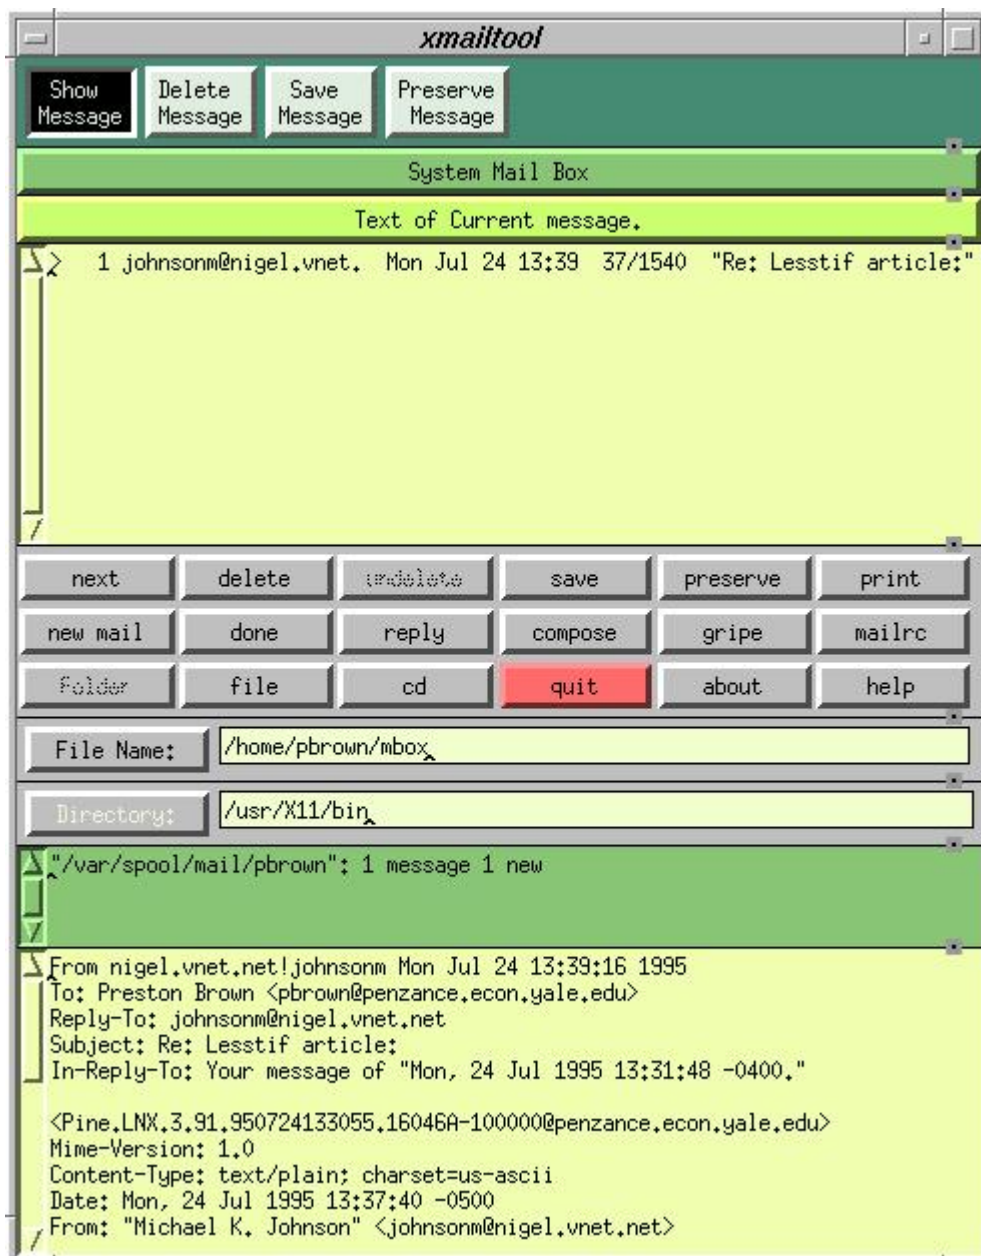 xmailtool
Show Message
Delete Message
Save Message
Preserve Message
System Mail Box
Text of Current message.
> 1 johnsonm@nigel.vnet. Mon Jul 24 13:39 37/1540 "Re: Lesstif article:"
next delete undelete save preserve print
new mail done reply compose gripe mailrc
Folder file cd quit about help
File Name: /home/pbrown/mbox
Directory: /usr/X11/bin
"/var/spool/mail/pbrown": 1 message 1 new
From nigel.vnet.net!johnsonm Mon Jul 24 13:39:16 1995
To: Preston Brown <pbrown@penzance.econ.yale.edu>
Reply-To: johnsonm@nigel.vnet.net
Subject: Re: Lesstif article:
In-Reply-To: Your message of "Mon, 24 Jul 1995 13:31:48 -0400."
<Pine.LNX.3.91.950724133055.16046A-100000@penzance.econ.yale.edu>
Mime-Version: 1.0
Content-Type: text/plain; charset=us-ascii
Date: Mon, 24 Jul 1995 13:37:40 -0500
From: "Michael K. Johnson" <johnsonm@nigel.vnet.net>